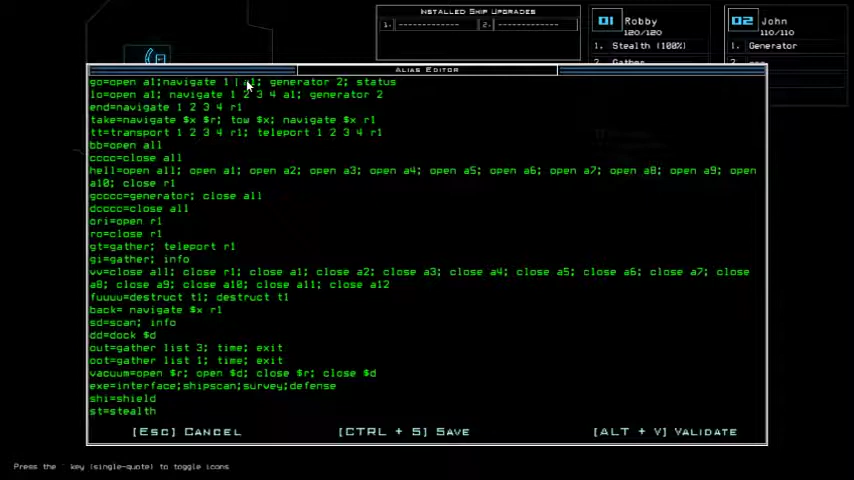 Installed Ship Upgrades
1. ------------- 2. -------------
01 Robby
120/120
1. Stealth (100%)
2. Gather
02 John
110/110
1. Generator
Alias Editor
go=open a1;navigate 1 | a1; generator 2; status
lo=open a1; navigate 1 2 3 4 a1; generator 2
end=navigate 1 2 3 4 r1
take=navigate $x $r; tow $x; navigate $x r1
tt=transport 1 2 3 4 r1; teleport 1 2 3 4 r1
bb=open all
cccc=close all
hell=open all; open a1; open a2; open a3; open a4; open a5; open a6; open a7; open a8; open a9; open
a10; close r1
gcccc=generator; close all
dcccc=close all
ori=open r1
ro=close r1
gt=gather; teleport r1
gi=gather; info
vv=close all; close r1; close a1; close a2; close a3; close a4; close a5; close a6; close a7; close
a8; close a9; close a10; close a11; close a12
fuuuu=destruct t1; destruct t1
back= navigate $x r1
sd=scan; info
dd=dock $d
out=gather list 3; time; exit
oot=gather list 1; time; exit
vacuum=open $r; open $d; close $r; close $d
exe=interface;shipscan;survey;defense
shi=shield
st=stealth
[Esc] Cancel
[CTRL + S] Save
[ALT + V] Validate
Press the ` key (single-quote) to toggle icons